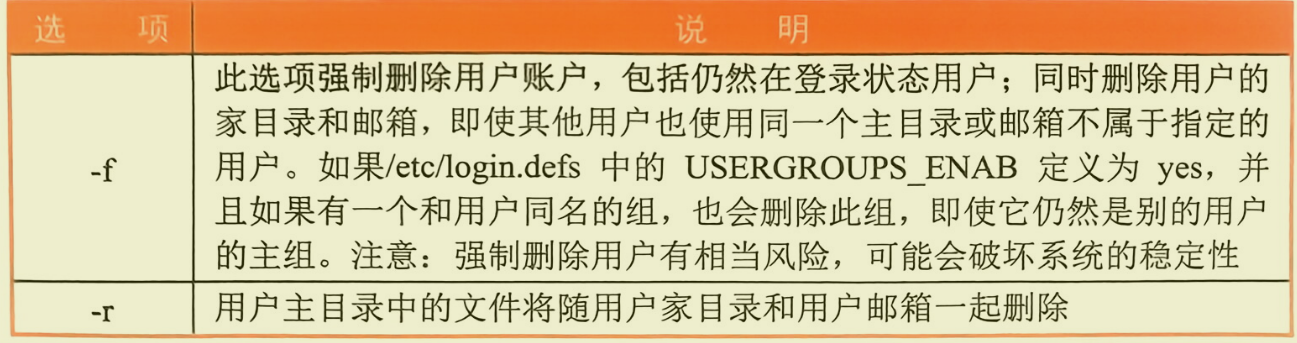 选 项 说 明
此选项强制删除用户账户，包括仍然在登录状态用户；同时删除用户的
家目录和邮箱，即使其他用户也使用同一个主目录或邮箱不属于指定的
-f 用户。如果/etc/login.defs 中的 USERGROUPS_ENAB 定义为 yes，并
且如果有一个和用户同名的组，也会删除此组，即使它仍然是别的用户
的主组。注意：强制删除用户有相当风险，可能会破坏系统的稳定性
-r 用户主目录中的文件将随用户家目录和用户邮箱一起删除